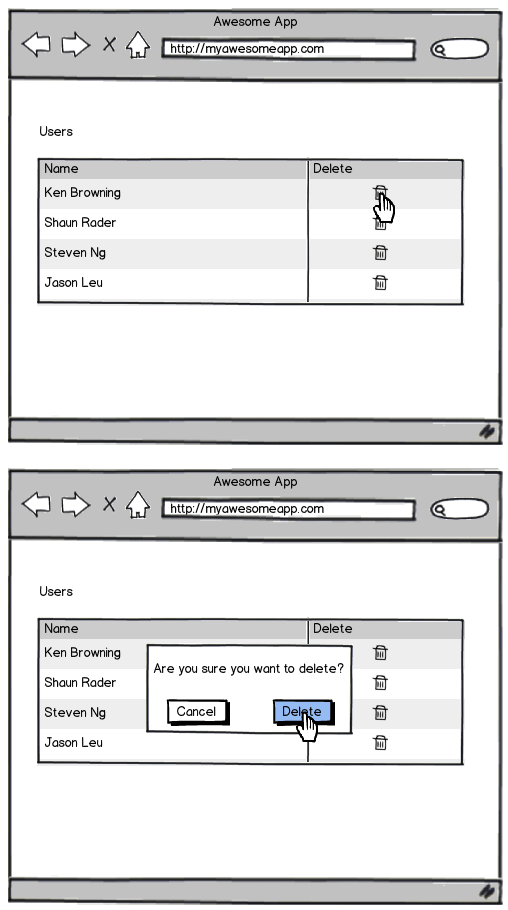 Awesome App
http://myawesomeapp.com
Users
Name Delete
Ken Browning
Shaun Rader
Steven Ng
Jason Leu
Awesome App
http://myawesomeapp.com
Users
Name Delete
Ken Browning
Are you sure you want to delete?
Shaun Rader
Steven Ng
Cancel Delete
Jason Leu